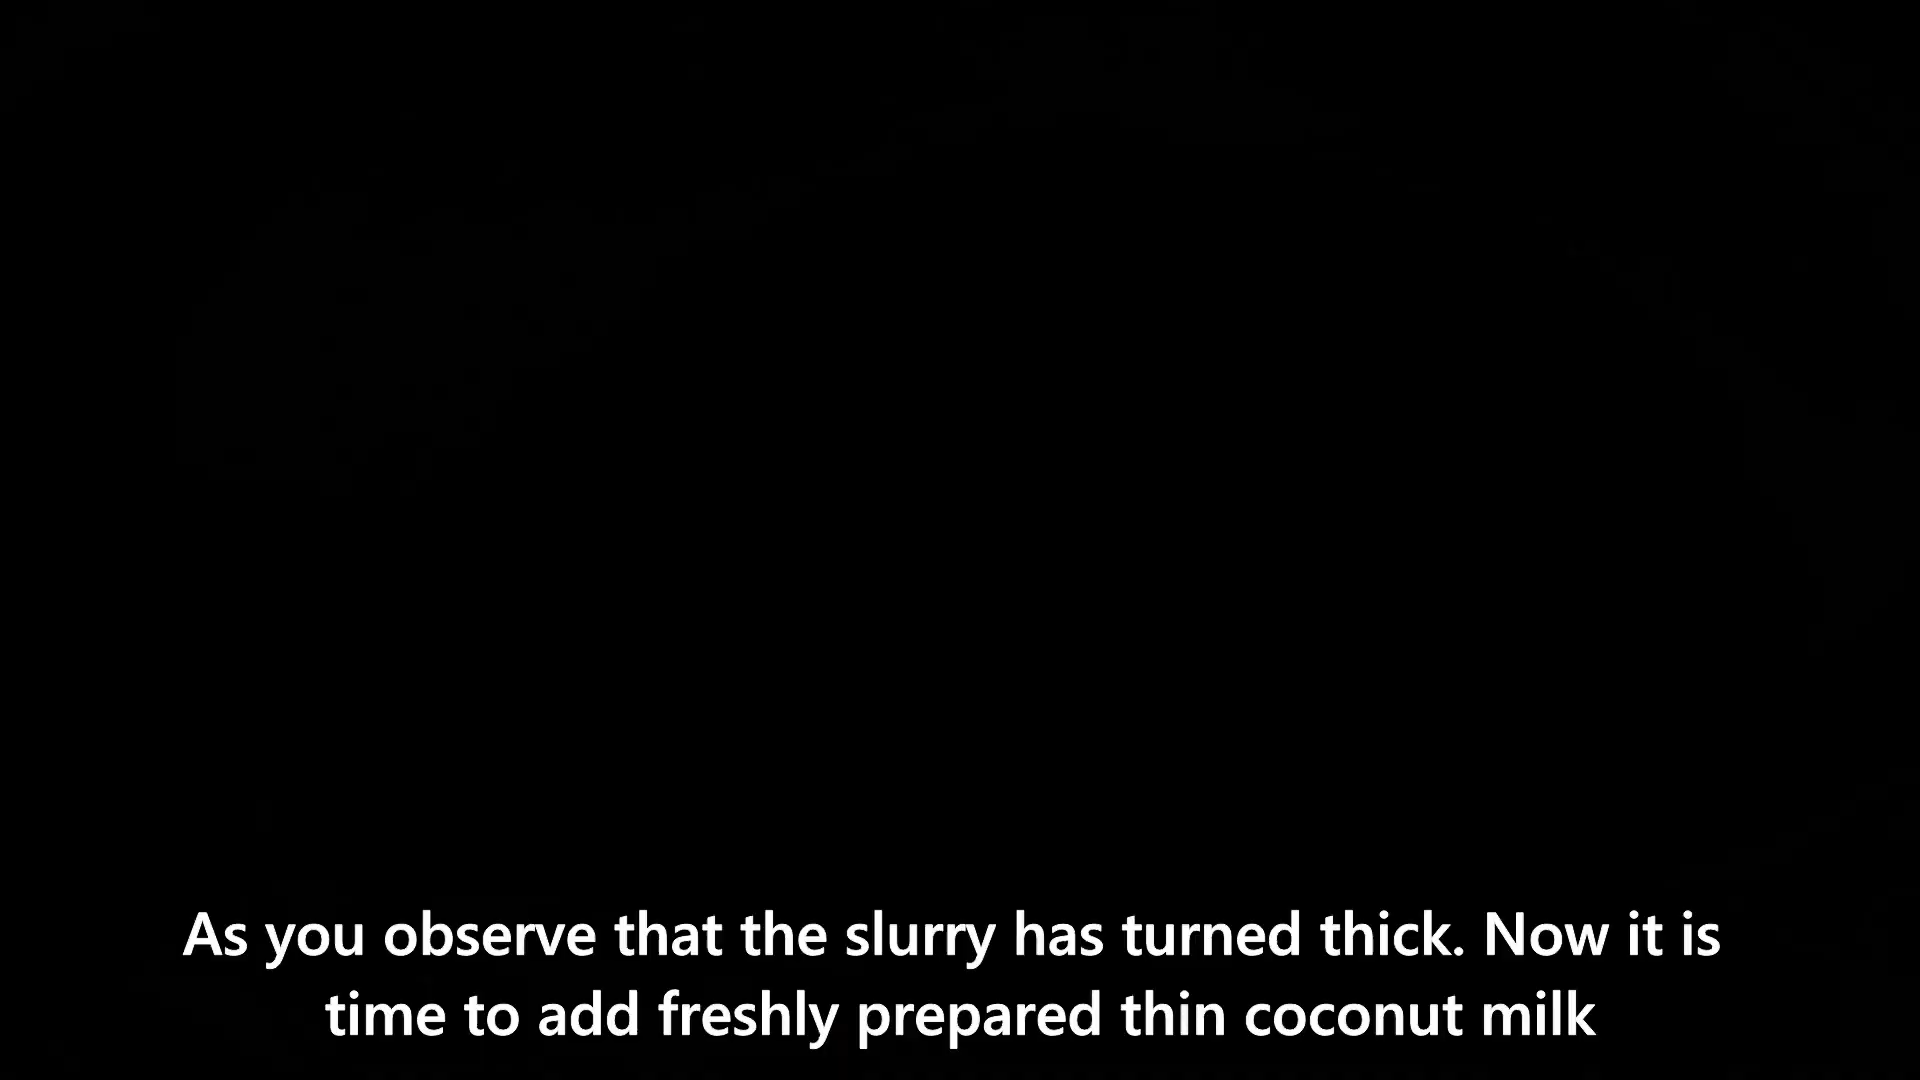 As you observe that the slurry has turned thick. Now it is
time to add freshly prepared thin coconut milk